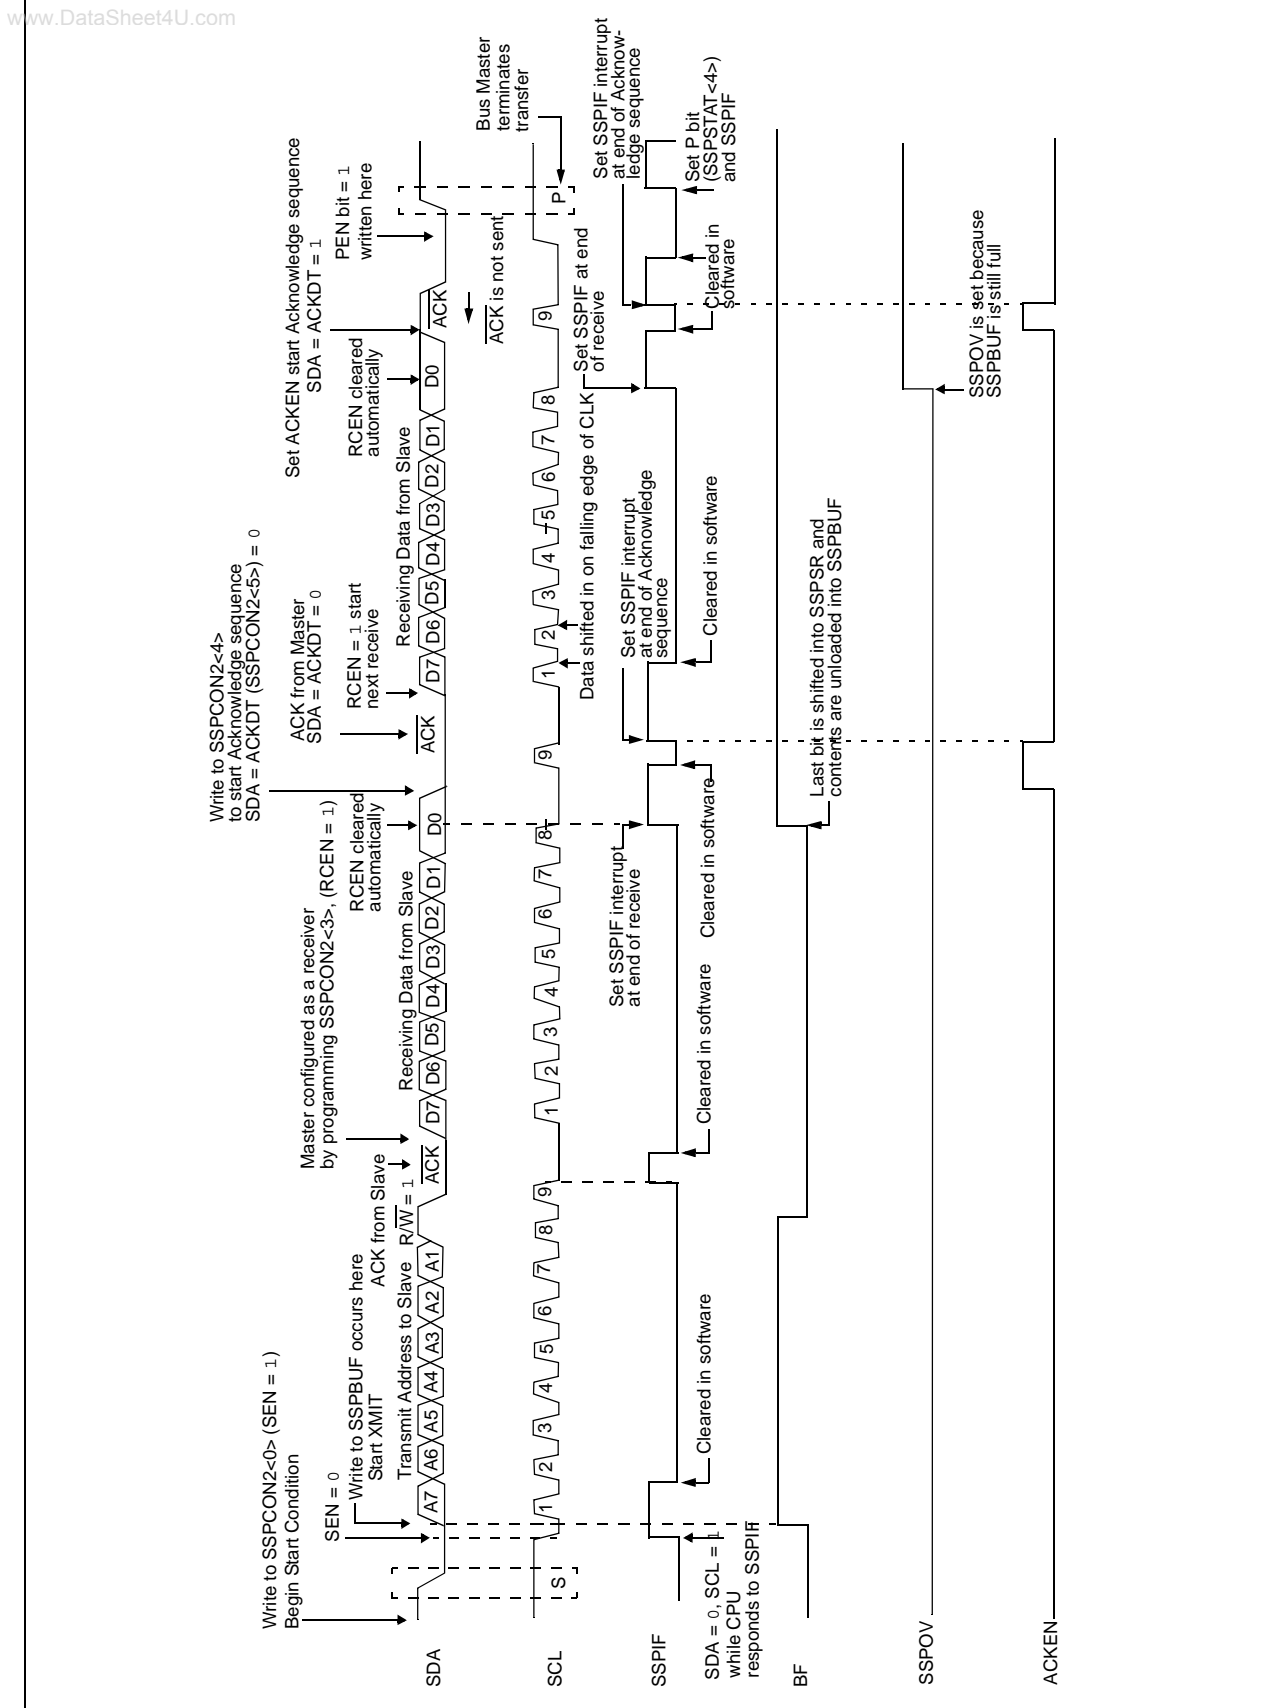 www.DataSheet4U.com
Write to SSPCON2<0> (SEN = 1)
Begin Start Condition
SEN = 0
Write to SSPBUF occurs here
Start XMIT
Transmit Address to Slave
R/W = 1
ACK from Slave
Master configured as a receiver
by programming SSPCON2<3>, (RCEN = 1)
Receiving Data from Slave
RCEN cleared
automatically
Write to SSPCON2<4>
to start Acknowledge sequence
SDA = ACKDT (SSPCON2<5>) = 0
ACK from Master
SDA = ACKDT = 0
RCEN = 1 start
next receive
Receiving Data from Slave
RCEN cleared
automatically
Set ACKEN start Acknowledge sequence
SDA = ACKDT = 1
PEN bit = 1
written here
SDA
A7 A6 A5 A4 A3 A2 A1 ACK D7 D6 D5 D4 D3 D2 D1 D0 ACK D7 D6 D5 D4 D3 D2 D1 D0 ACK
ACK is not sent
Bus Master
terminates
transfer
SCL
S 1 2 3 4 5 6 7 8 9 1 2 3 4 5 6 7 8 9 1 2 3 4 5 6 7 8 9 P
Data shifted in on falling edge of CLK
Set SSPIF at end
of receive
Set SSPIF interrupt
at end of receive
Set SSPIF interrupt
at end of Acknowledge
sequence
Set SSPIF interrupt
at end of Acknow-
ledge sequence
SSPIF
Cleared in software
Cleared in software
Cleared in software
Cleared in software
Cleared in
software
Set P bit
(SSPSTAT<4>)
and SSPIF
SDA = 0, SCL = 1
while CPU
responds to SSPIF
BF
Last bit is shifted into SSPSR and
contents are unloaded into SSPBUF
SSPOV
SSPOV is set because
SSPBUF is still full
ACKEN